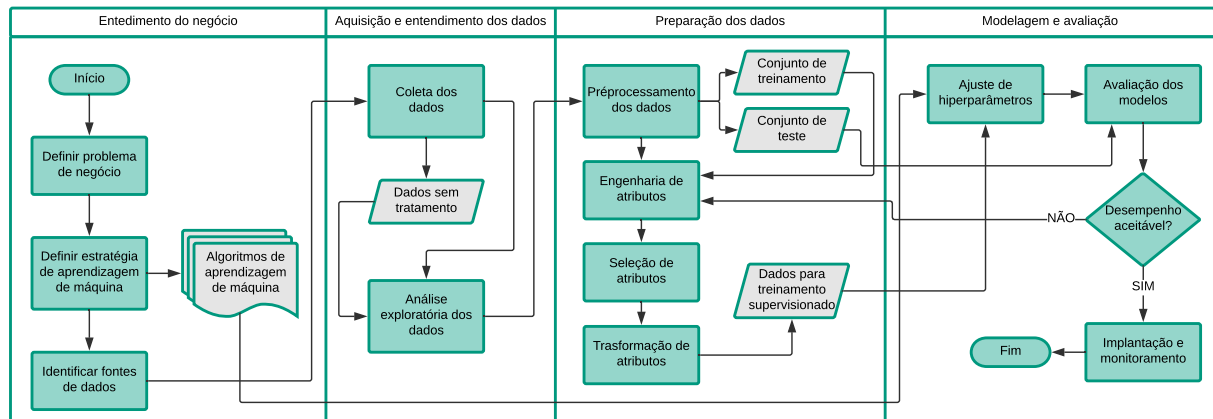 Entedimento do negócio
Aquisição e entendimento dos dados
Preparação dos dados
Modelagem e avaliação
Início
Definir problema
de negócio
Definir estratégia
de aprendizagem
de máquina
Algoritmos de
aprendizagem
de máquina
Identificar fontes
de dados
Coleta dos
dados
Dados sem
tratamento
Análise
exploratória dos
dados
Préprocessamento
dos dados
Conjunto de
treinamento
Conjunto de
teste
Engenharia de
atributos
Seleção de
atributos
Trasformação de
atributos
Dados para
treinamento
supervisionado
Ajuste de
hiperparâmetros
Avaliação dos
modelos
Desempenho
aceitável?
NÃO
SIM
Implantação e
monitoramento
Fim